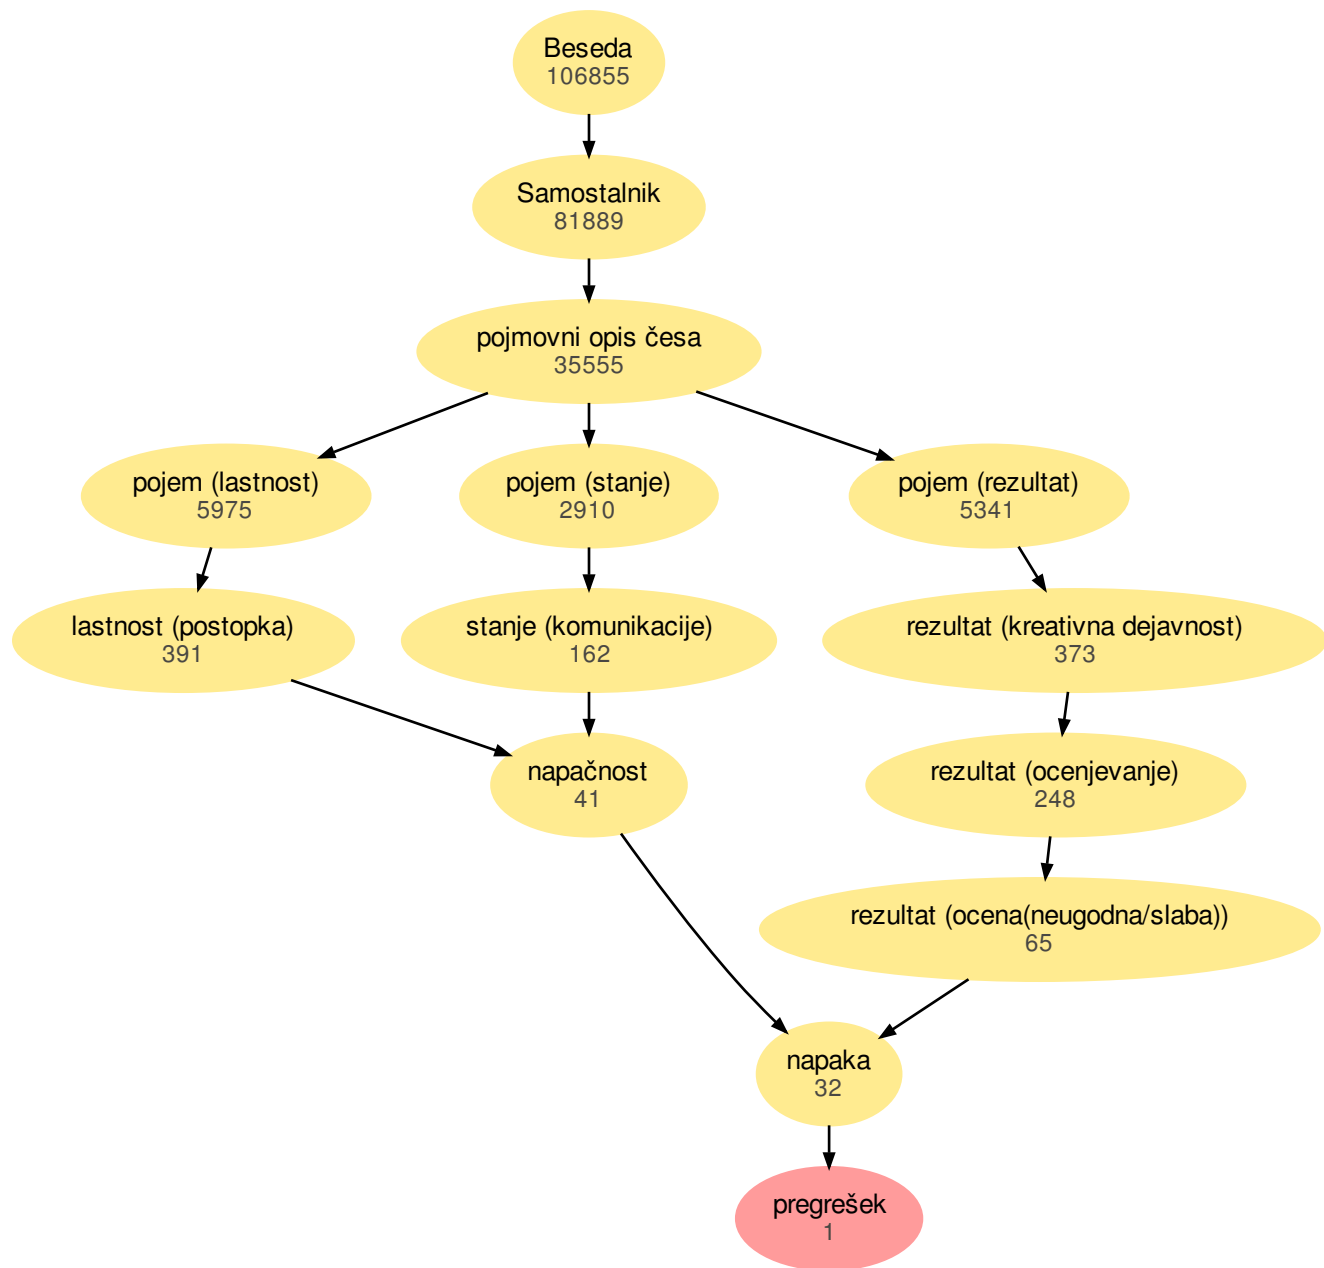 Beseda
106855
Samostalnik
81889
pojmovni opis česa
35555
pojem (lastnost)
5975
pojem (stanje)
2910
pojem (rezultat)
5341
lastnost (postopka)
391
stanje (komunikacije)
162
rezultat (kreativna dejavnost)
373
napačnost
41
rezultat (ocenjevanje)
248
rezultat (ocena(neugodna/slaba))
65
napaka
32
pregrešek
1